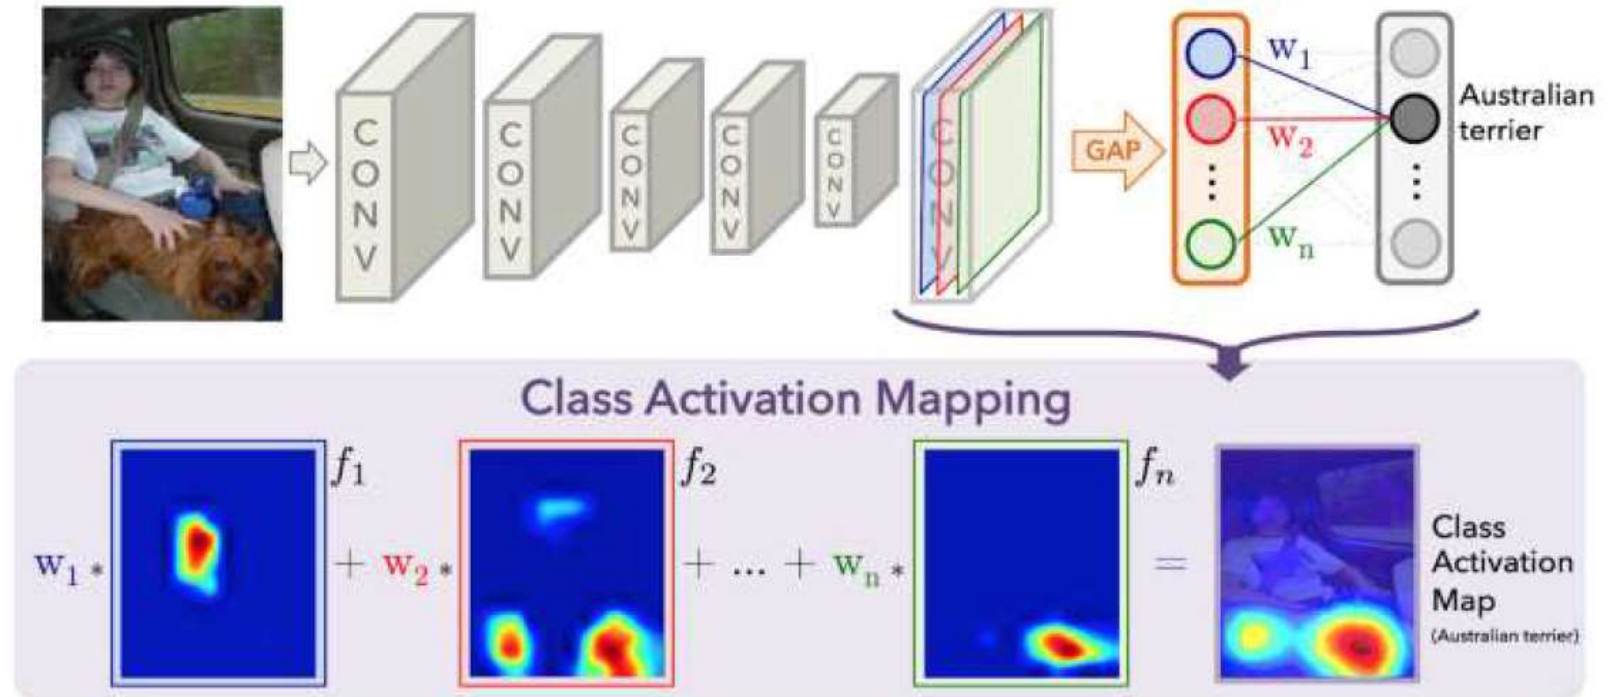 CONV
CONV
CONV
CONV
CONV
CONV
GAP
w1
w2
⋮
wn
⋮
Australian
terrier
Class Activation Mapping
w1 * f1 + w2 * f2 + ... + wn * fn =
Class
Activation
Map
(Australian terrier)